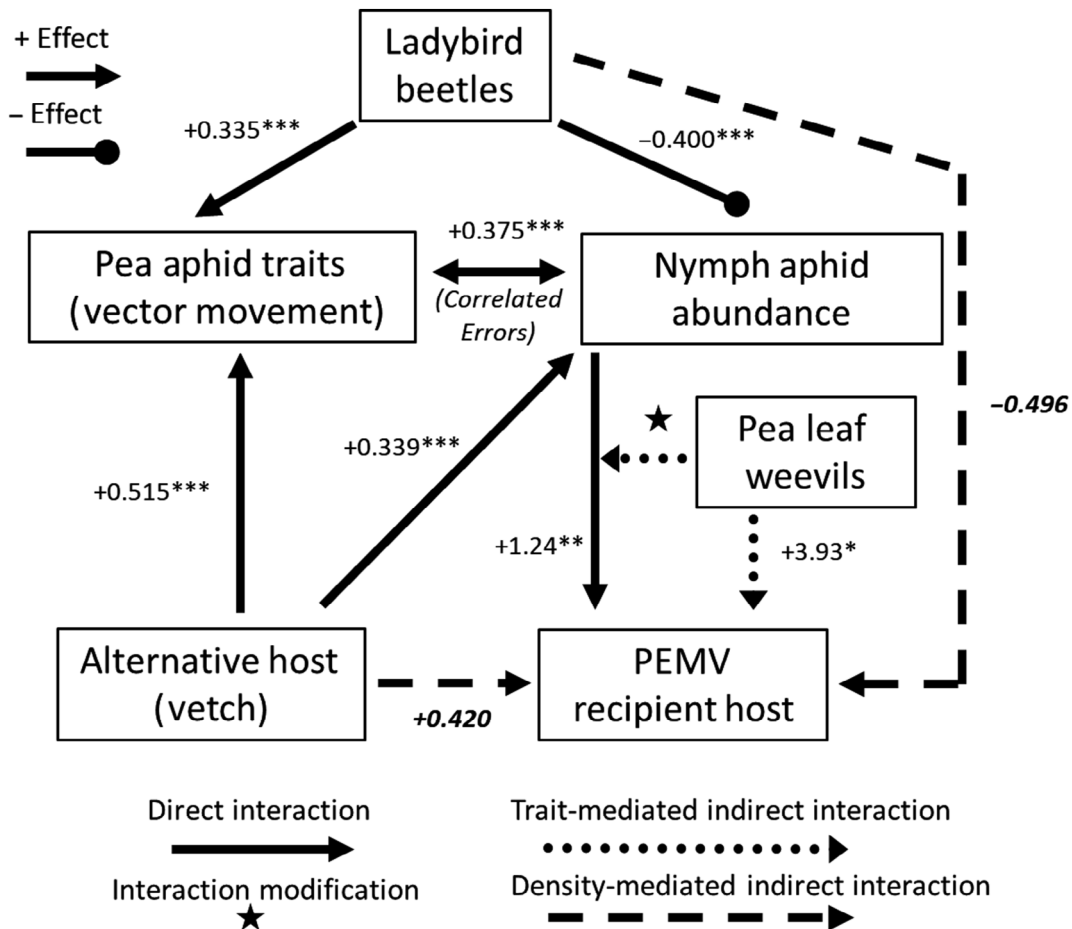 + Effect
– Effect
Ladybird
beetles
+0.335***
–0.400***
Pea aphid traits
(vector movement)
+0.375***
(Correlated
Errors)
Nymph aphid
abundance
–0.496
Pea leaf
weevils
+0.339***
+0.515***
+1.24**
+3.93*
Alternative host
(vetch)
+0.420
PEMV
recipient host
Direct interaction
Interaction modification
Trait-mediated indirect interaction
Density-mediated indirect interaction